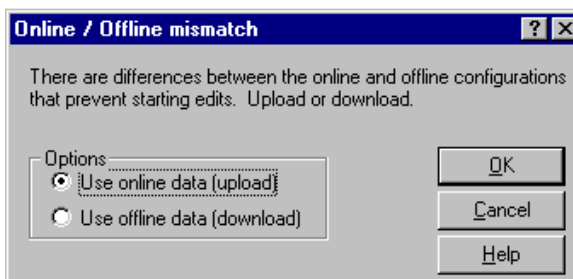 Online / Offline mismatch
There are differences between the online and offline configurations
that prevent starting edits.  Upload or download.
Options
Use online data (upload)
Use offline data (download)
OK
Cancel
Help